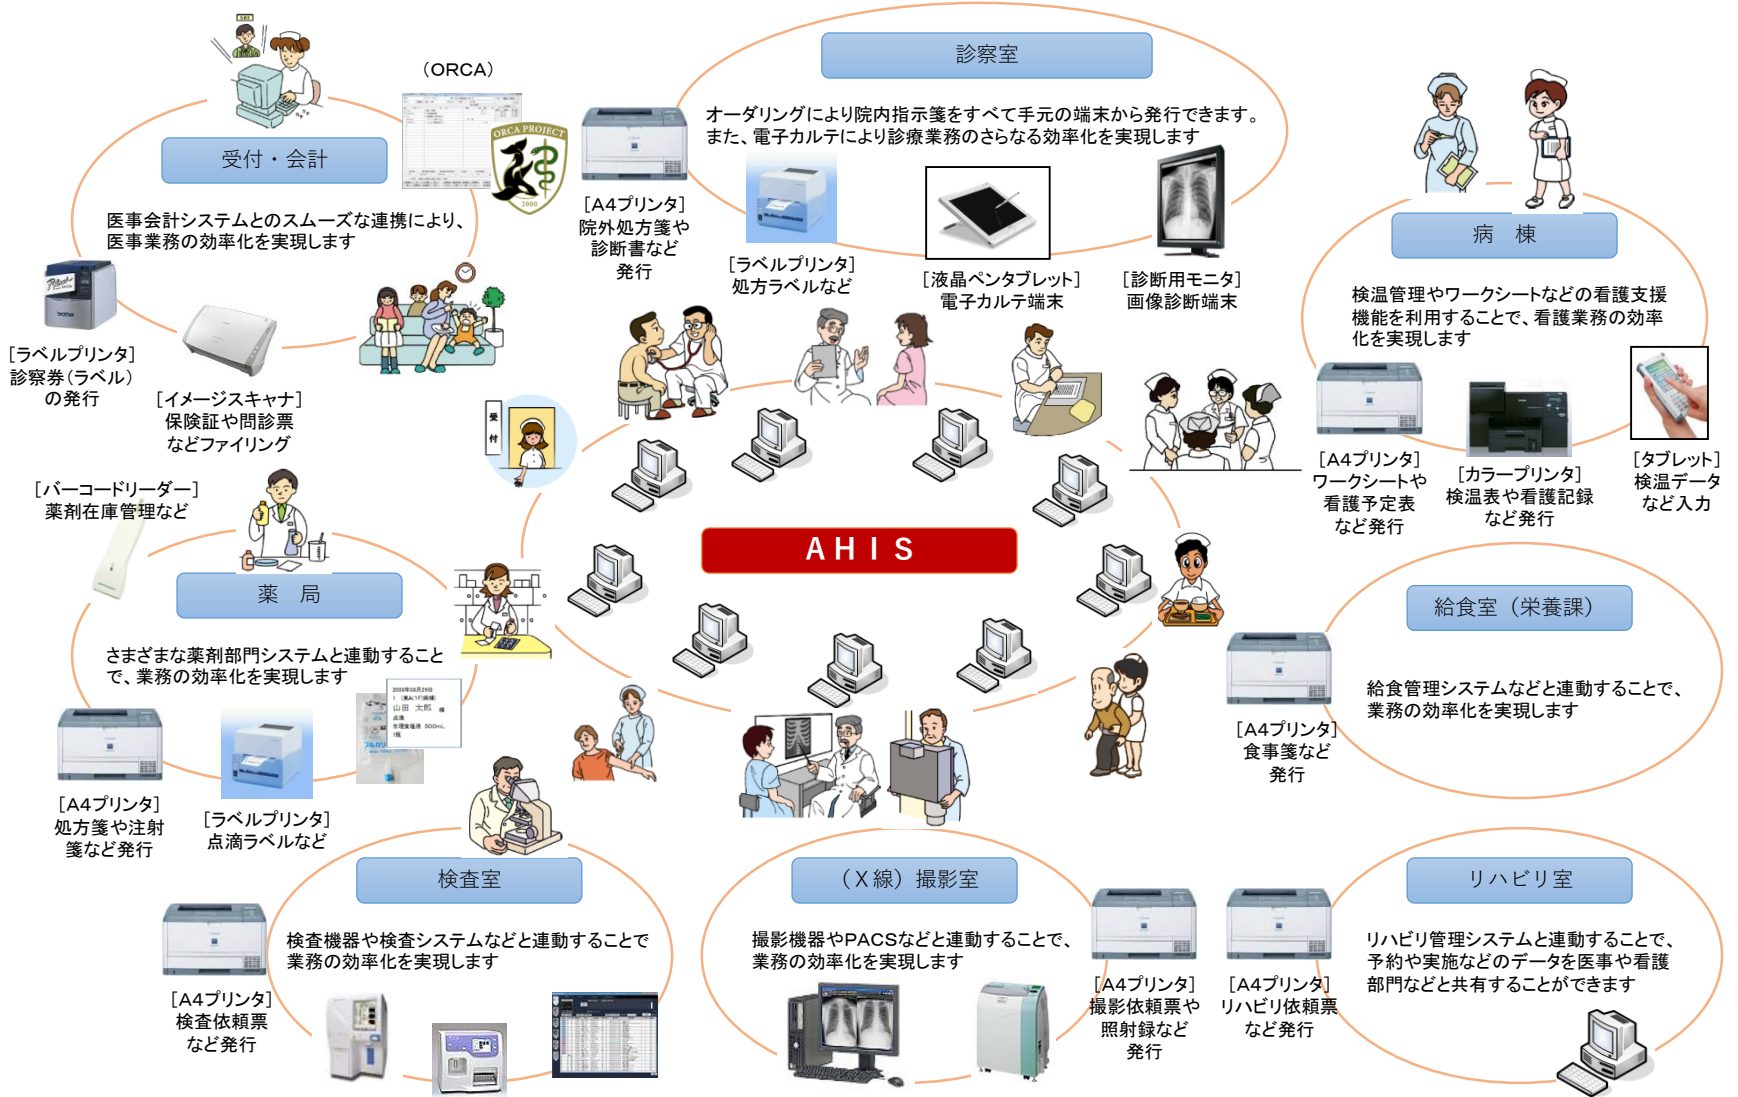 (ORCA)
ORCA PROJECT
2000
受付・会計
医事会計システムとのスムーズな連携により、
医事業務の効率化を実現します
[ラベルプリンタ]
診察券(ラベル)
の発行
[イメージスキャナ]
保険証や問診票
などファイリング
診察室
オーダリングにより院内指示箋をすべて手元の端末から発行できます。
また、電子カルテにより診療業務のさらなる効率化を実現します
[A4プリンタ]
院外処方箋や
診断書など
発行
[ラベルプリンタ]
処方ラベルなど
[液晶ペンタブレット]
電子カルテ端末
[診断用モニタ]
画像診断端末
病 棟
検温管理やワークシートなどの看護支援
機能を利用することで、看護業務の効率
化を実現します
[A4プリンタ]
ワークシートや
看護予定表
など発行
[カラープリンタ]
検温表や看護記録
など発行
[タブレット]
検温データ
など入力
受付
AHIS
[バーコードリーダー]
薬剤在庫管理など
薬 局
さまざまな薬剤部門システムと連動すること
で、業務の効率化を実現します
山田 太郎 様
点滴
生理食塩液 500mL
1瓶
[A4プリンタ]
処方箋や注射
箋など発行
[ラベルプリンタ]
点滴ラベルなど
給食室(栄養課)
給食管理システムなどと連動することで、
業務の効率化を実現します
[A4プリンタ]
食事箋など
発行
検査室
検査機器や検査システムなどと連動することで
業務の効率化を実現します
[A4プリンタ]
検査依頼票
など発行
(X線)撮影室
撮影機器やPACSなどと連動することで、
業務の効率化を実現します
[A4プリンタ]
撮影依頼票や
照射録など
発行
リハビリ室
リハビリ管理システムと連動することで、
予約や実施などのデータを医事や看護
部門などと共有することができます
[A4プリンタ]
リハビリ依頼票
など発行